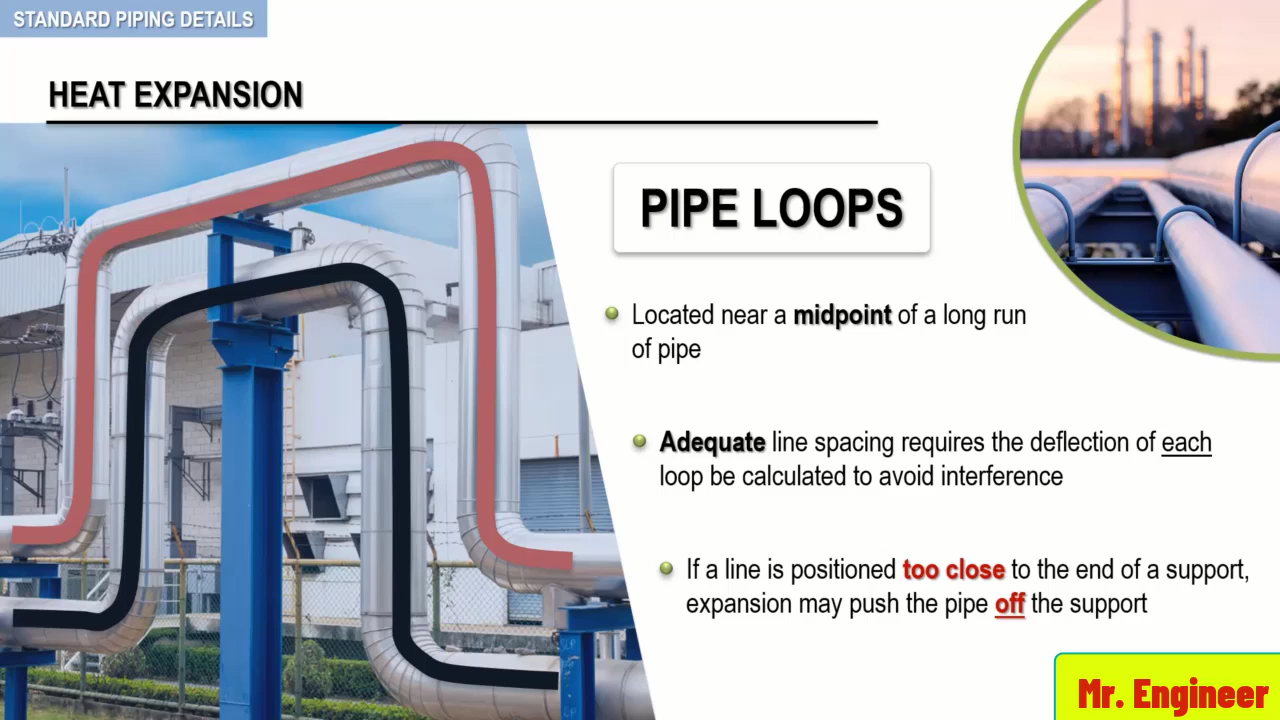 STANDARD PIPING DETAILS
HEAT EXPANSION
PIPE LOOPS
Located near a midpoint of a long run
of pipe
Adequate line spacing requires the deflection of each
loop be calculated to avoid interference
If a line is positioned too close to the end of a support,
expansion may push the pipe off the support
Mr. Engineer